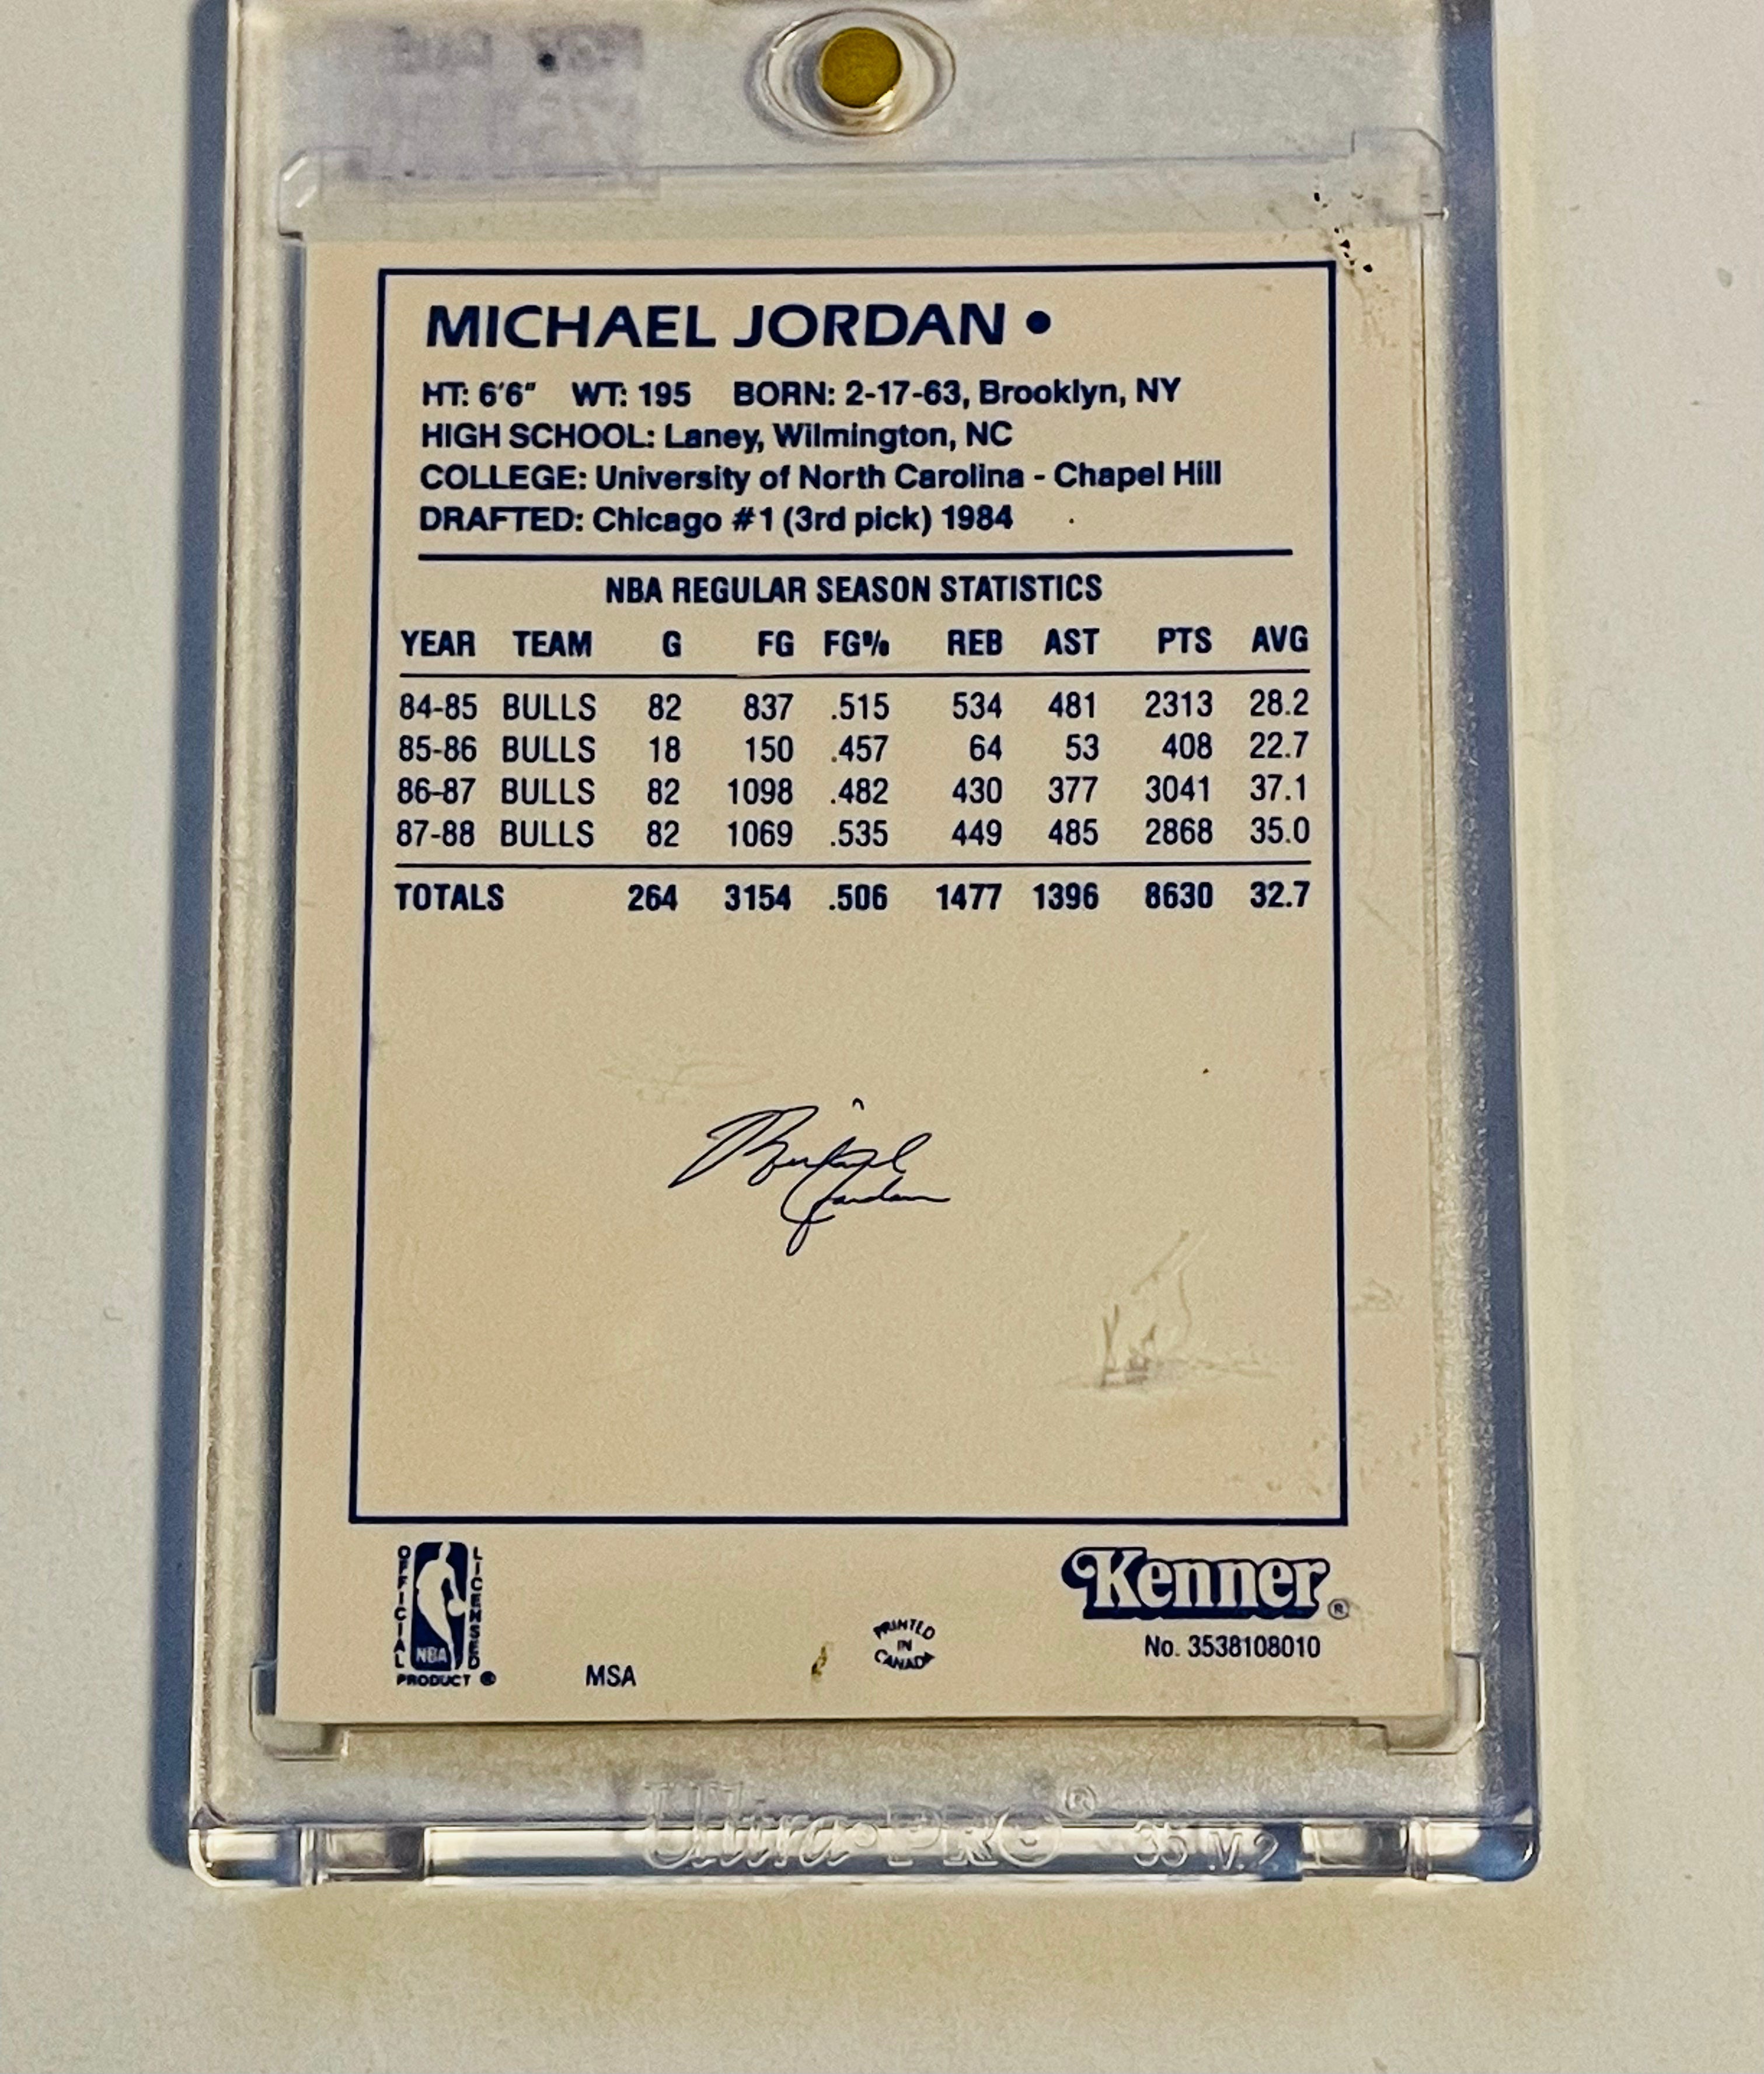 MICHAEL JORDAN •
HT: 6'6" WT: 195 BORN: 2-17-63, Brooklyn, NY
HIGH SCHOOL: Laney, Wilmington, NC
COLLEGE: University of North Carolina - Chapel Hill
DRAFTED: Chicago #1 (3rd pick) 1984
NBA REGULAR SEASON STATISTICS
YEAR TEAM G FG FG% REB AST PTS AVG
84-85 BULLS 82 837 .515 534 481 2313 28.2
85-86 BULLS 18 150 .457 64 53 408 22.7
86-87 BULLS 82 1098 .482 430 377 3041 37.1
87-88 BULLS 82 1069 .535 449 485 2868 35.0
TOTALS 264 3154 .506 1477 1396 8630 32.7
Michael
Jordan
OFFICIAL LICENSED
NBA
PRODUCT ®
MSA
PRINTED
IN
CANADA
Kenner®
No. 3538108010
Ultra•PRO® 35 V.2